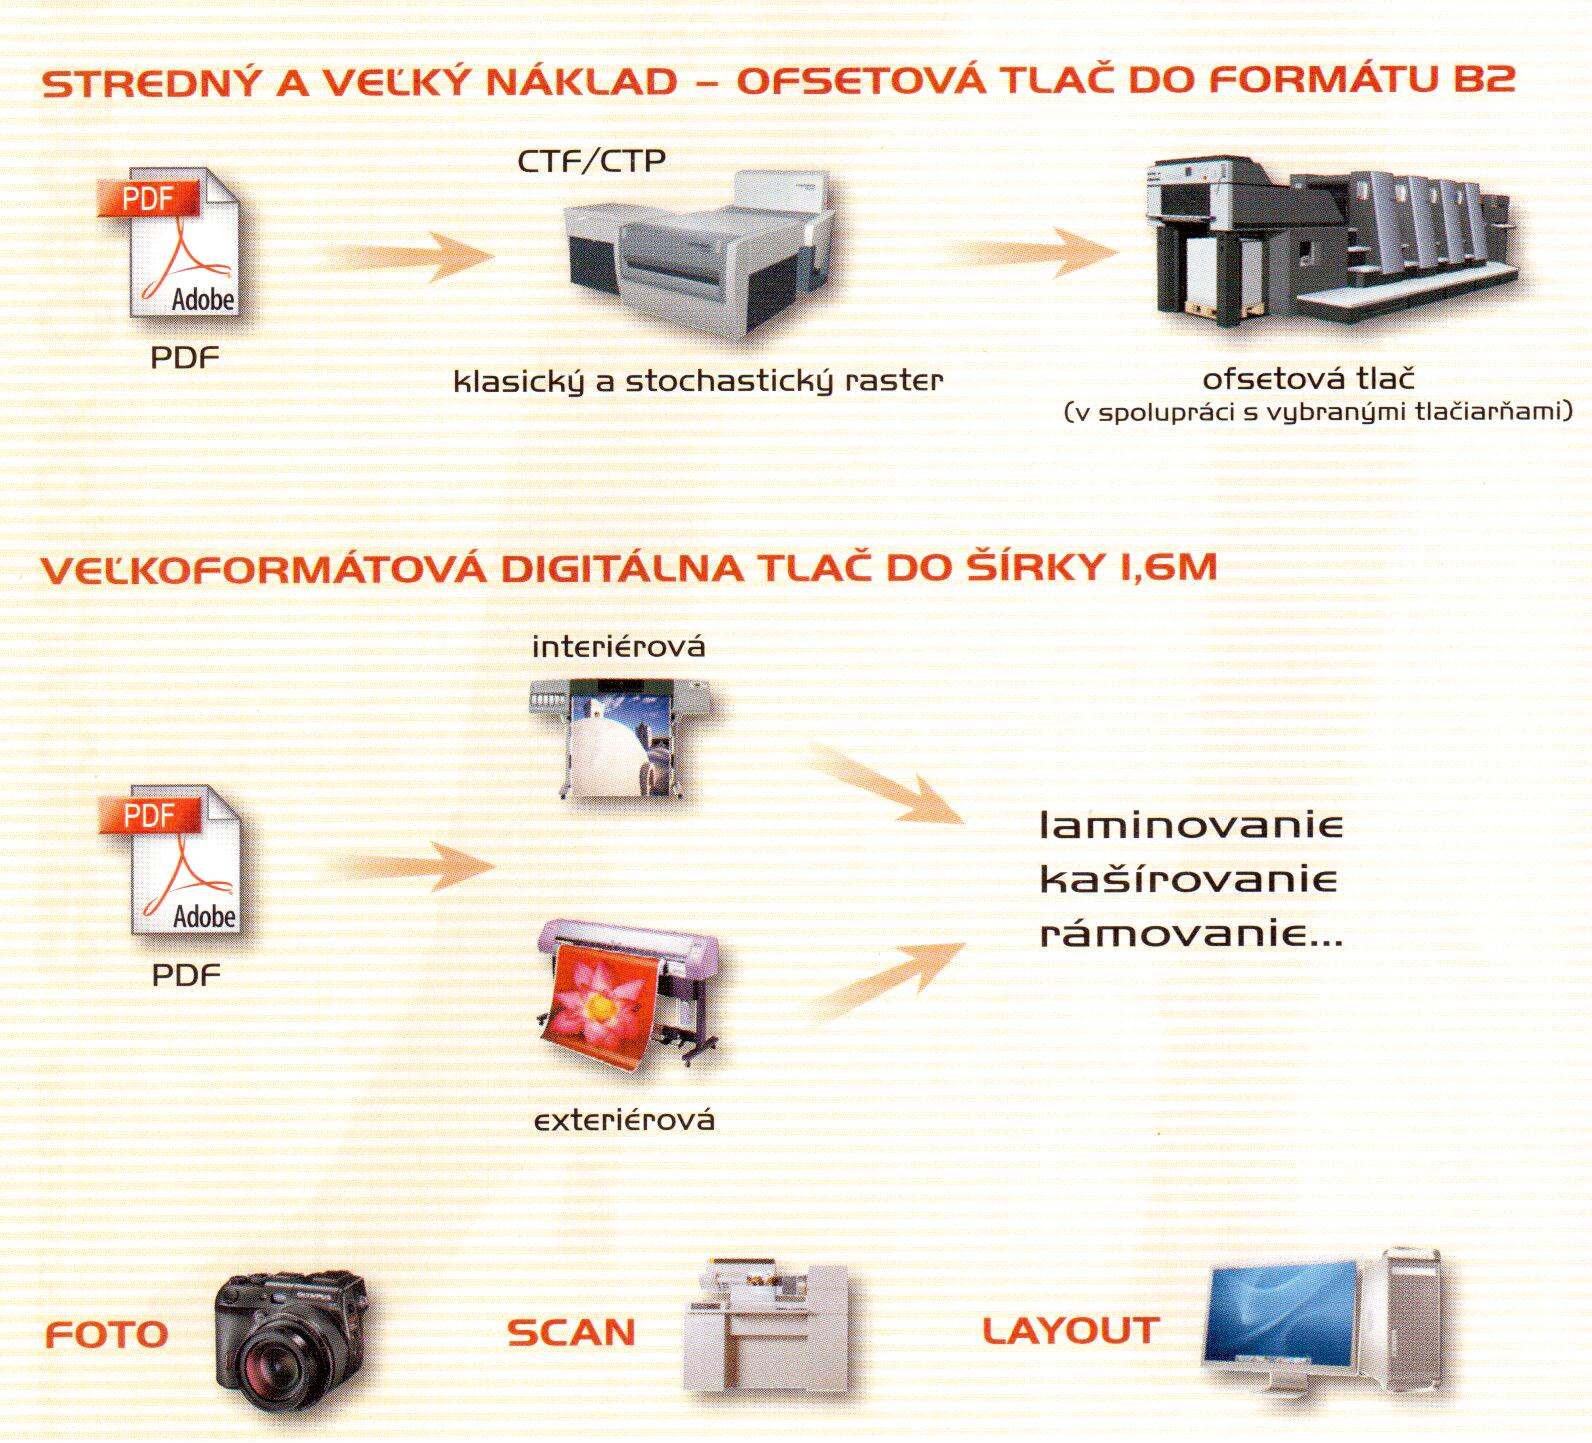 STREDNÝ A VEĽKÝ NÁKLAD – OFSETOVÁ TLAČ DO FORMÁTU B2
CTF/CTP
PDF
Adobe
PDF
klasický a stochastický raster
ofsetová tlač
(v spolupráci s vybranými tlačiarňami)
VEĽKOFORMÁTOVÁ DIGITÁLNA TLAČ DO ŠÍRKY 1,6M
interiérová
PDF
Adobe
PDF
laminovanie
kašírovanie
rámovanie...
exteriérová
FOTO
OLYMPUS
SCAN
LAYOUT